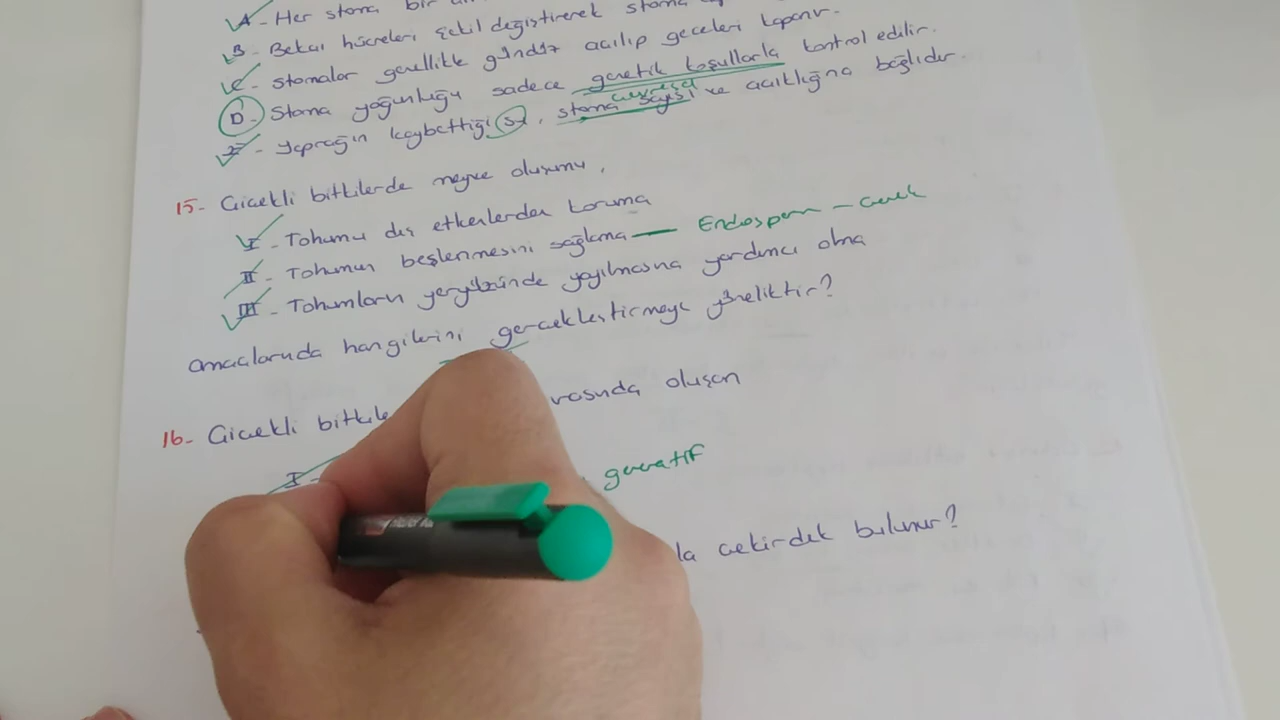 A- Her stoma bir
B- Bekçi hücreleri şekil değiştirerek stoma
C- Stomalar genellikle gündüz açılıp geceleri kapanır.
D- Stoma yoğunluğu sadece genetik koşullarla kontrol edilir.
çevresel
E- Yaprağın kaybettiği su, stoma sayısı ve açıklığına bağlıdır.
15- Çiçekli bitkilerde meyve oluşumu,
I- Tohumu dış etkenlerden koruma
II- Tohumun beslenmesini sağlama — Endosperm - çenek
III- Tohumların yeryüzünde yayılmasına yardımcı olma
amaçlarında hangilerini gerçekleştirmeye yöneliktir?
16- Çiçekli bitkile rasında oluşan
I- generatif
la çekirdek bulunur?